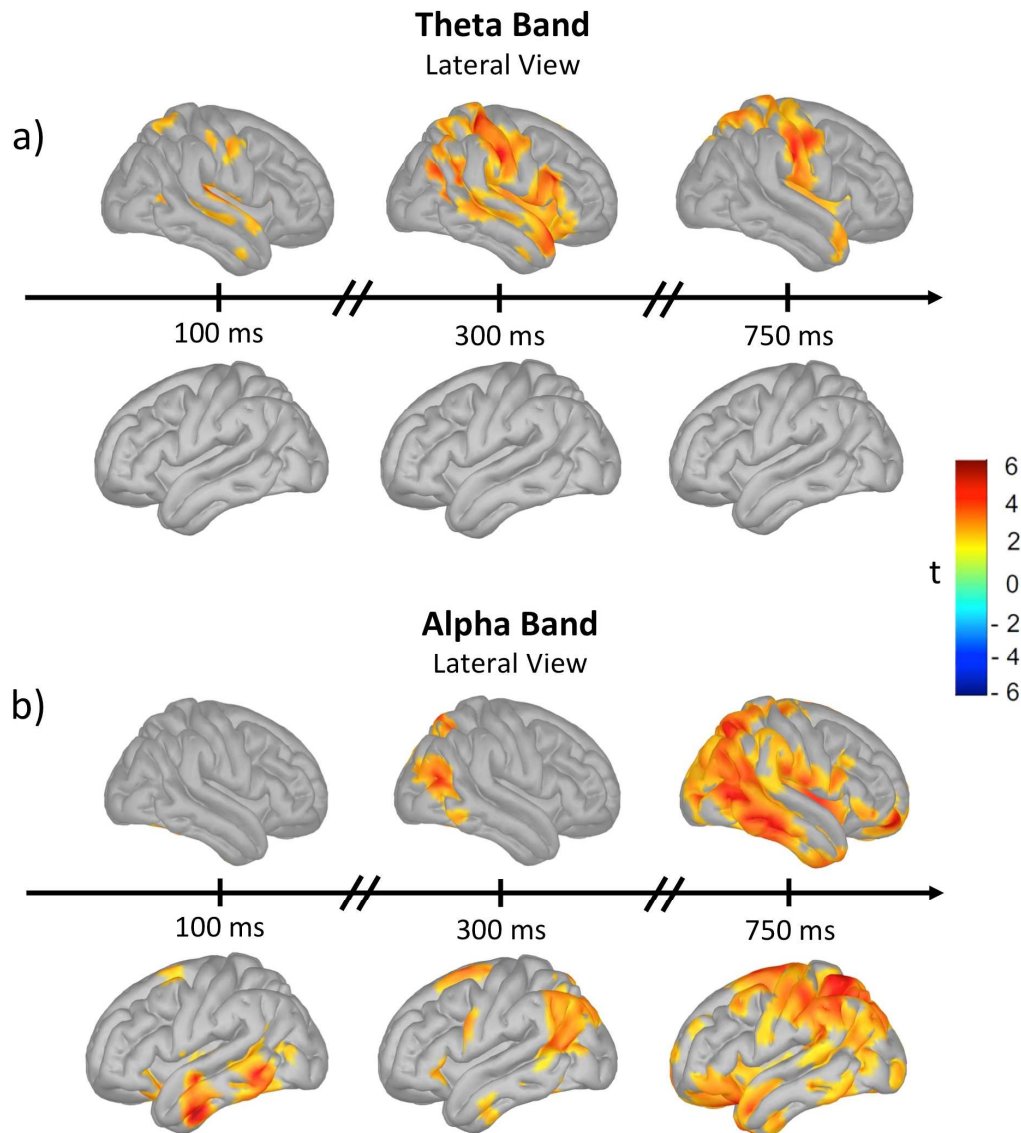 Theta Band
Lateral View
a)
100 ms
300 ms
750 ms
6
4
2
t
0
- 2
- 4
- 6
Alpha Band
Lateral View
b)
100 ms
300 ms
750 ms